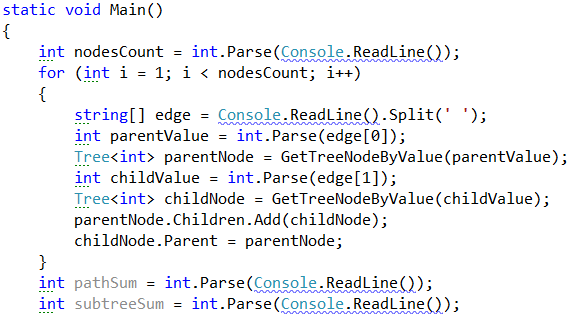 static void Main()
{
int nodesCount = int.Parse(Console.ReadLine());
for (int i = 1; i < nodesCount; i++)
{
string[] edge = Console.ReadLine().Split(' ');
int parentValue = int.Parse(edge[0]);
Tree<int> parentNode = GetTreeNodeByValue(parentValue);
int childValue = int.Parse(edge[1]);
Tree<int> childNode = GetTreeNodeByValue(childValue);
parentNode.Children.Add(childNode);
childNode.Parent = parentNode;
}
int pathSum = int.Parse(Console.ReadLine());
int subtreeSum = int.Parse(Console.ReadLine());